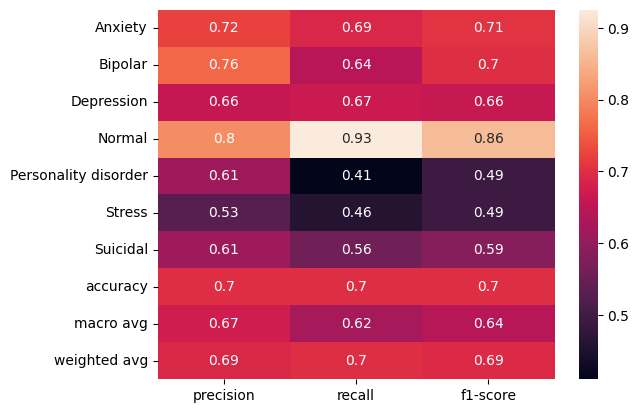 Anxiety 0.72 0.69 0.71
Bipolar 0.76 0.64 0.7
Depression 0.66 0.67 0.66
Normal 0.8 0.93 0.86
Personality disorder 0.61 0.41 0.49
Stress 0.53 0.46 0.49
Suicidal 0.61 0.56 0.59
accuracy 0.7 0.7 0.7
macro avg 0.67 0.62 0.64
weighted avg 0.69 0.7 0.69
precision recall f1-score
0.9
0.8
0.7
0.6
0.5